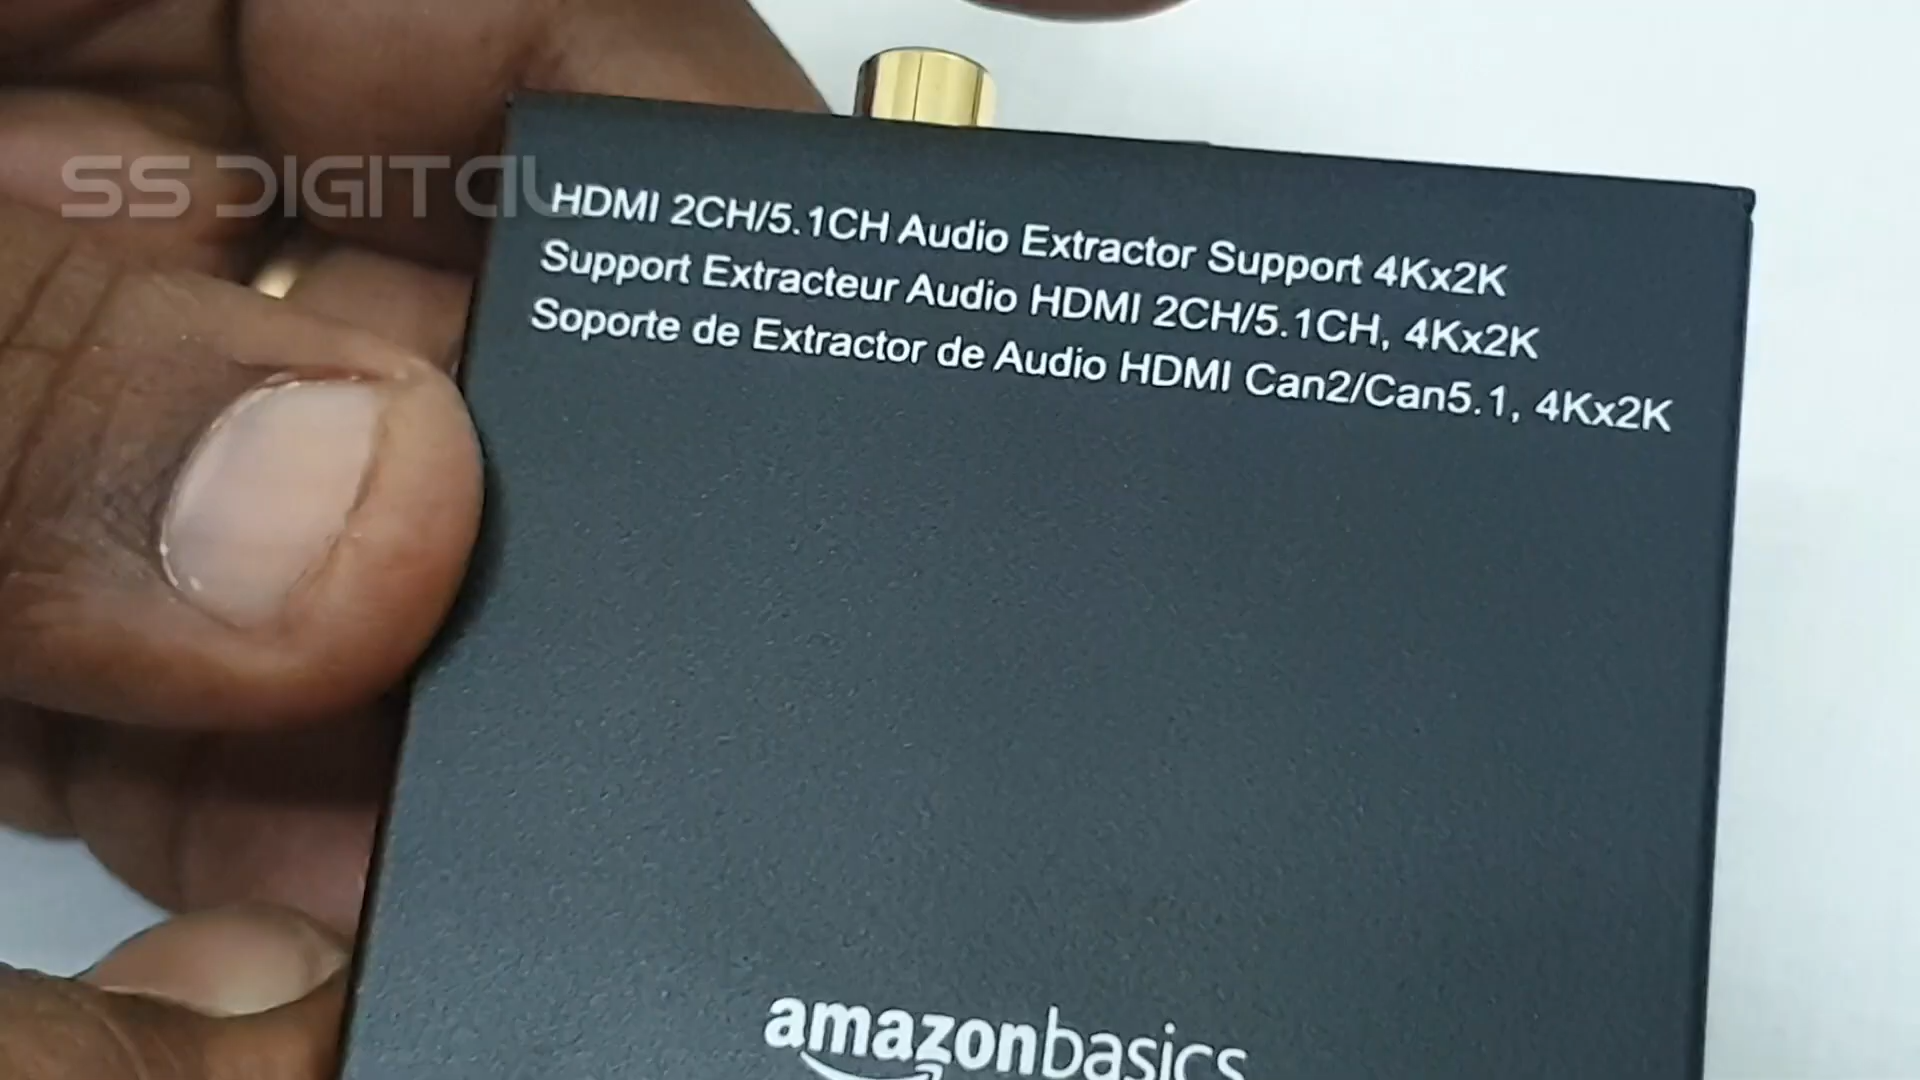 SS DIGITAL
HDMI 2CH/5.1CH Audio Extractor Support 4Kx2K
Support Extracteur Audio HDMI 2CH/5.1CH, 4Kx2K
Soporte de Extractor de Audio HDMI Can2/Can5.1, 4Kx2K
amazonbasics